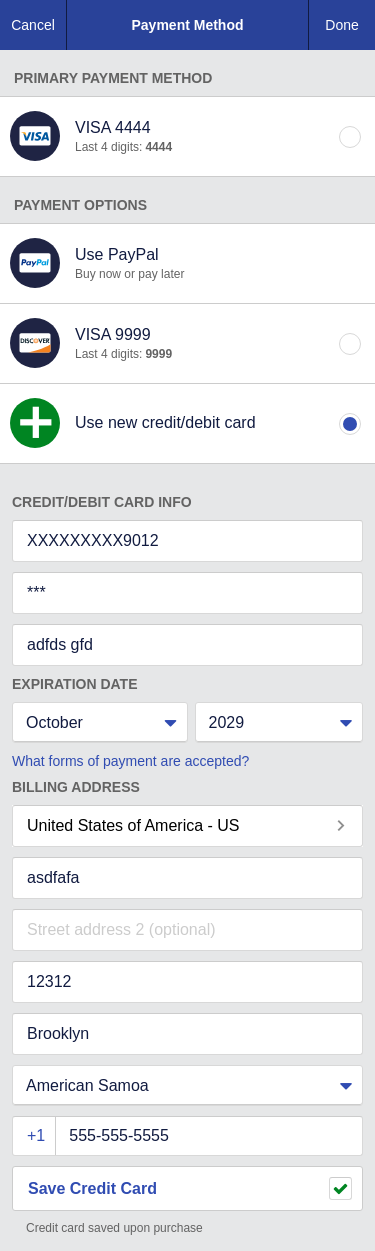 Cancel Payment Method Done
PRIMARY PAYMENT METHOD
VISA
VISA 4444
Last 4 digits: 4444
PAYMENT OPTIONS
PayPal
Use PayPal
Buy now or pay later
DISCOVER
VISA 9999
Last 4 digits: 9999
Use new credit/debit card
CREDIT/DEBIT CARD INFO
XXXXXXXXX9012
***
adfds gfd
EXPIRATION DATE
October 2029
What forms of payment are accepted?
BILLING ADDRESS
United States of America - US
asdfafa
Street address 2 (optional)
12312
Brooklyn
American Samoa
+1 555-555-5555
Save Credit Card
Credit card saved upon purchase